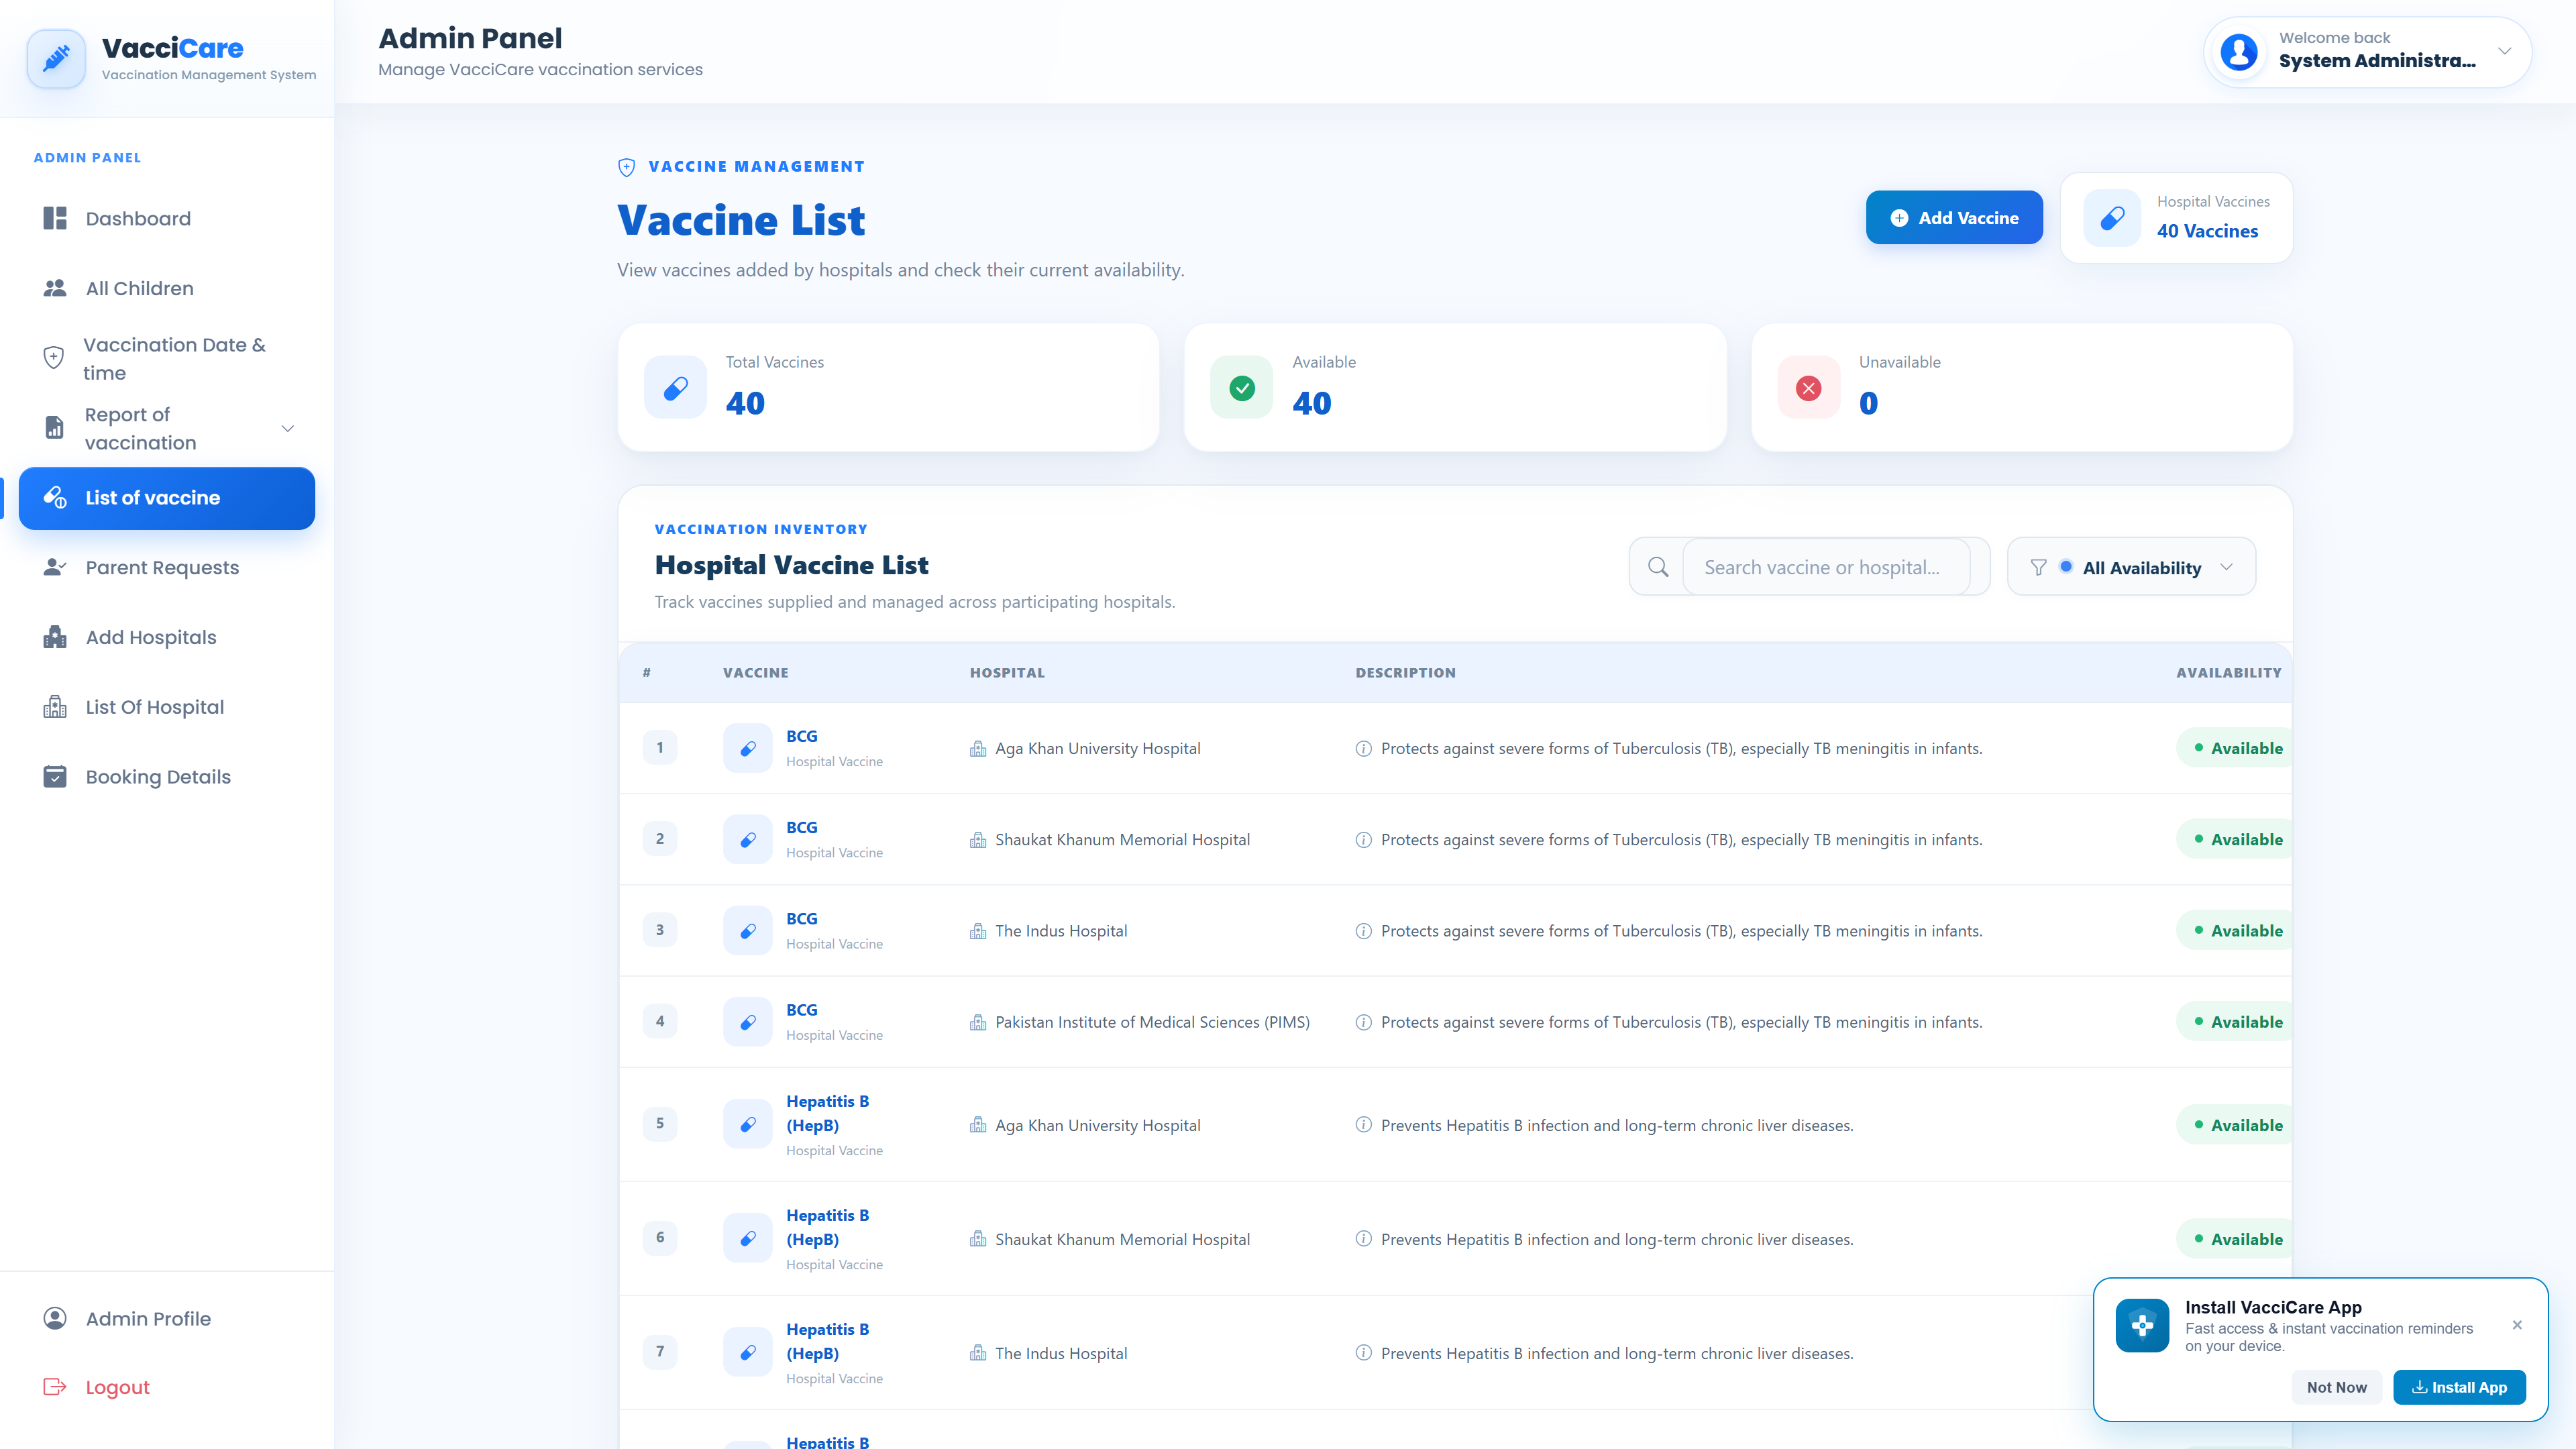 VacciCare
Vaccination Management System
ADMIN PANEL
Dashboard
All Children
Vaccination Date &
time
Report of
vaccination
List of vaccine
Parent Requests
Add Hospitals
List Of Hospital
Booking Details
Admin Profile
Logout
Admin Panel
Manage VacciCare vaccination services
Welcome back
System Administra...
VACCINE MANAGEMENT
Vaccine List
View vaccines added by hospitals and check their current availability.
Add Vaccine
Hospital Vaccines
40 Vaccines
Total Vaccines
40
Available
40
Unavailable
0
VACCINATION INVENTORY
Hospital Vaccine List
Track vaccines supplied and managed across participating hospitals.
Search vaccine or hospital...
All Availability
# VACCINE HOSPITAL DESCRIPTION AVAILABILITY
1 BCG Hospital Vaccine Aga Khan University Hospital Protects against severe forms of Tuberculosis (TB), especially TB meningitis in infants. Available
2 BCG Hospital Vaccine Shaukat Khanum Memorial Hospital Protects against severe forms of Tuberculosis (TB), especially TB meningitis in infants. Available
3 BCG Hospital Vaccine The Indus Hospital Protects against severe forms of Tuberculosis (TB), especially TB meningitis in infants. Available
4 BCG Hospital Vaccine Pakistan Institute of Medical Sciences (PIMS) Protects against severe forms of Tuberculosis (TB), especially TB meningitis in infants. Available
5 Hepatitis B (HepB) Hospital Vaccine Aga Khan University Hospital Prevents Hepatitis B infection and long-term chronic liver diseases. Available
6 Hepatitis B (HepB) Hospital Vaccine Shaukat Khanum Memorial Hospital Prevents Hepatitis B infection and long-term chronic liver diseases. Available
7 Hepatitis B (HepB) Hospital Vaccine The Indus Hospital Prevents Hepatitis B infection and long-term chronic liver diseases.
Hepatitis B
Install VacciCare App
Fast access & instant vaccination reminders
on your device.
Not Now
Install App